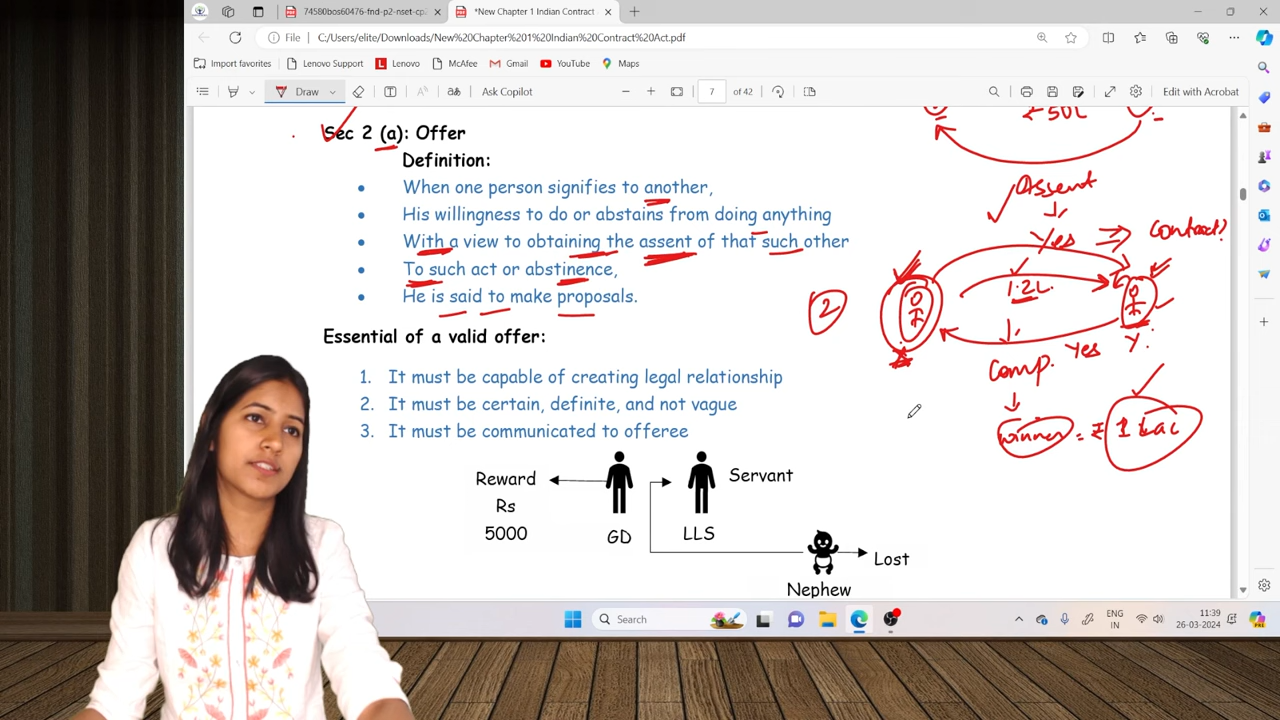 74580bos60476-fnd-p2-nset-cp
*New Chapter 1 Indian Contract
File
C:/Users/elite/Downloads/New%20Chapter%201%20Indian%20Contract%20Act.pdf
Import favorites
Lenovo Support
L Lenovo
McAfee
Gmail
YouTube
Maps
Draw
Ask Copilot
7 of 42
Edit with Acrobat
Sec 2 (a): Offer
₹50L
Definition:
• When one person signifies to another,
Assent
• His willingness to do or abstains from doing anything
• With a view to obtaining the assent of that such other
Yes ⇒ Contract?
• To such act or abstinence,
• He is said to make proposals.
2
1.2L
Essential of a valid offer:
Yes Y.
Comp.
1. It must be capable of creating legal relationship
2. It must be certain, definite, and not vague
3. It must be communicated to offeree
winner = ₹ 1 Lac
Reward
Rs
5000
GD
LLS
Servant
Lost
Nephew
Search
ENG
IN
11:39
26-03-2024